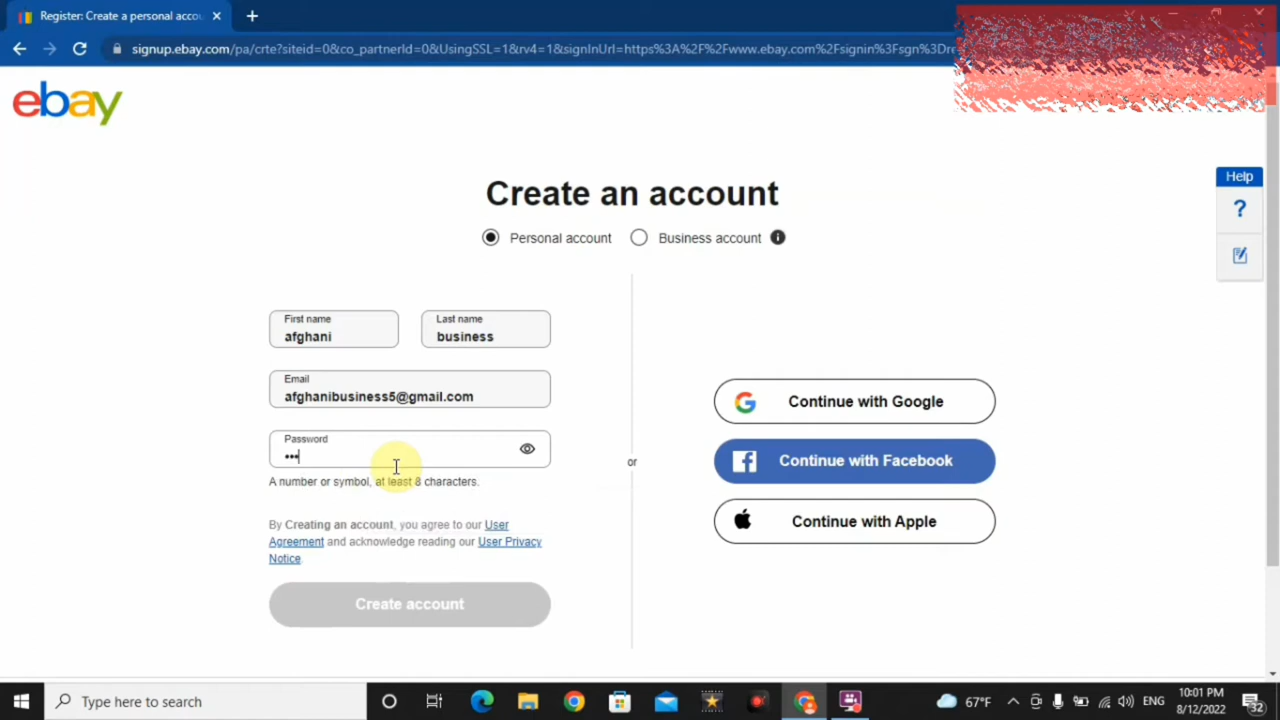 Register: Create a personal accou
signup.ebay.com/pa/crte?siteid=0&co_partnerId=0&UsingSSL=1&rv4=1&signInUrl=https%3A%2F%2Fwww.ebay.com%2Fsignin%3Fsgn%3Dre
ebay
Help
?
Create an account
Personal account
Business account
First name
Last name
afghani
business
Email
afghanibusiness5@gmail.com
Password
•••
A number or symbol, at least 8 characters.
By Creating an account, you agree to our User
Agreement and acknowledge reading our User Privacy
Notice.
Create account
or
Continue with Google
Continue with Facebook
Continue with Apple
Type here to search
67°F
ENG
10:01 PM
8/12/2022
32